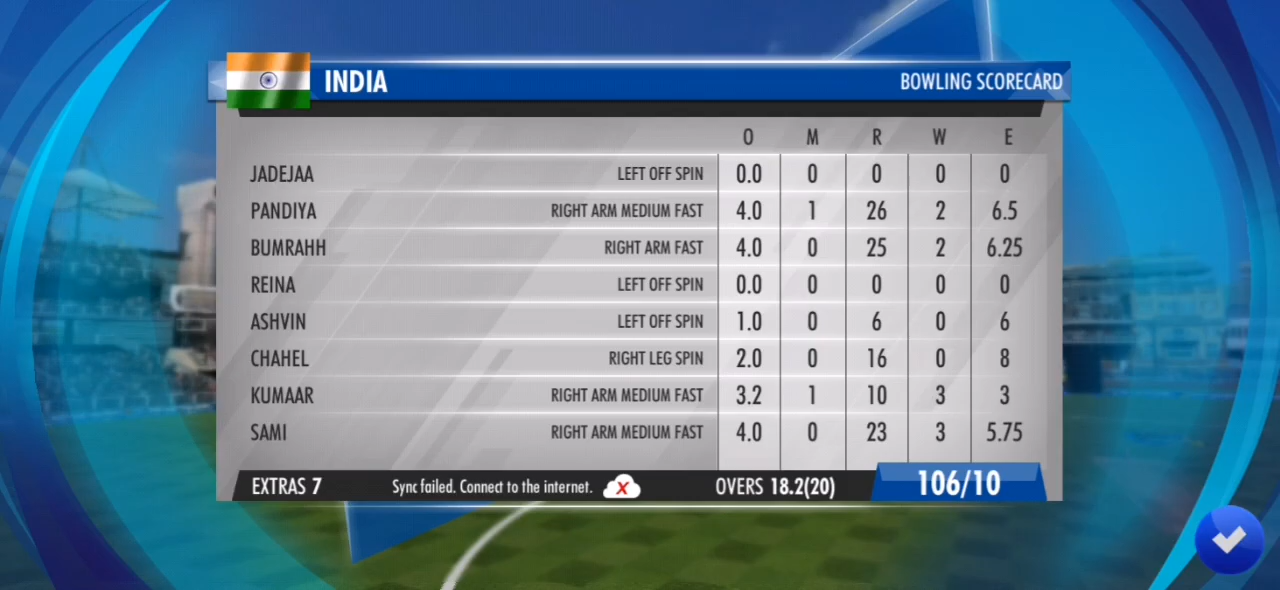 INDIA BOWLING SCORECARD
O M R W E
JADEJAA LEFT OFF SPIN 0.0 0 0 0 0
PANDIYA RIGHT ARM MEDIUM FAST 4.0 1 26 2 6.5
BUMRAHH RIGHT ARM FAST 4.0 0 25 2 6.25
REINA LEFT OFF SPIN 0.0 0 0 0 0
ASHVIN LEFT OFF SPIN 1.0 0 6 0 6
CHAHEL RIGHT LEG SPIN 2.0 0 16 0 8
KUMAAR RIGHT ARM MEDIUM FAST 3.2 1 10 3 3
SAMI RIGHT ARM MEDIUM FAST 4.0 0 23 3 5.75
EXTRAS 7 Sync failed. Connect to the internet. X OVERS 18.2(20) 106/10